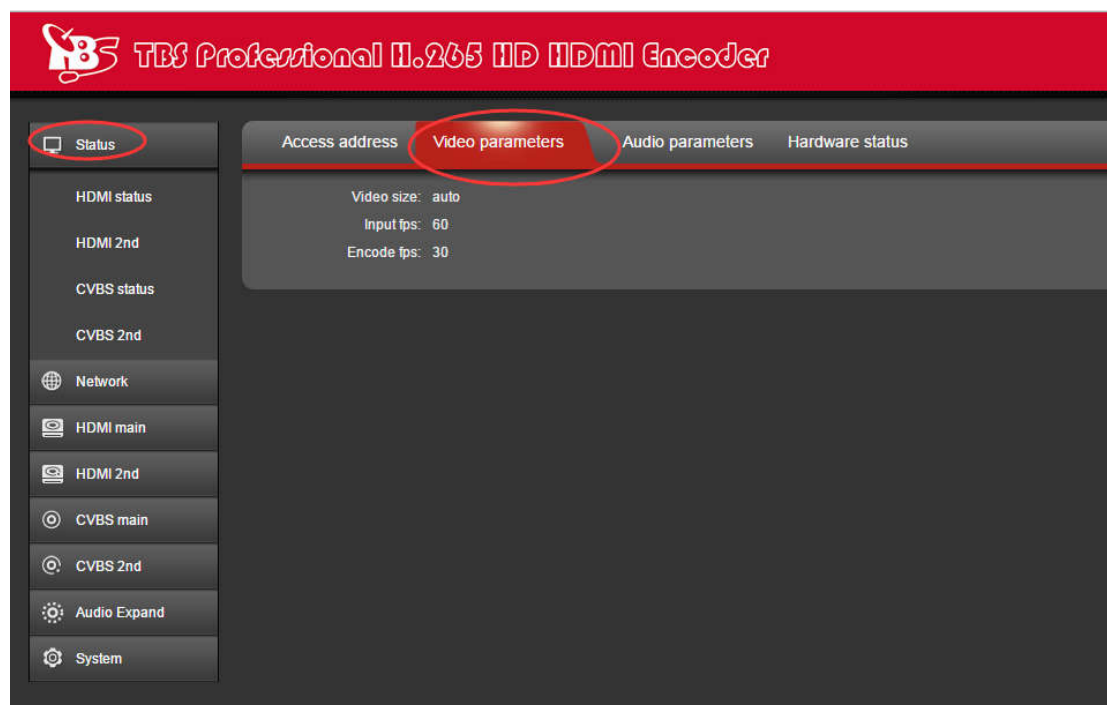 TBS TBS Professional H.265 HD HDMI Encoder
Status
HDMI status
HDMI 2nd
CVBS status
CVBS 2nd
Network
HDMI main
HDMI 2nd
CVBS main
CVBS 2nd
Audio Expand
System
Access address Video parameters Audio parameters Hardware status
Video size: auto
Input fps: 60
Encode fps: 30